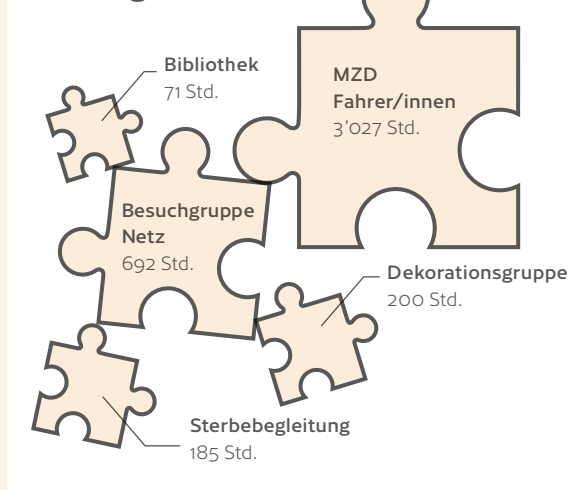 Bibliothek
71 Std.
MZD
Fahrer/innen
3’027 Std.
Besuchgruppe
Netz
692 Std.
Dekorationsgruppe
200 Std.
Sterbebegleitung
185 Std.